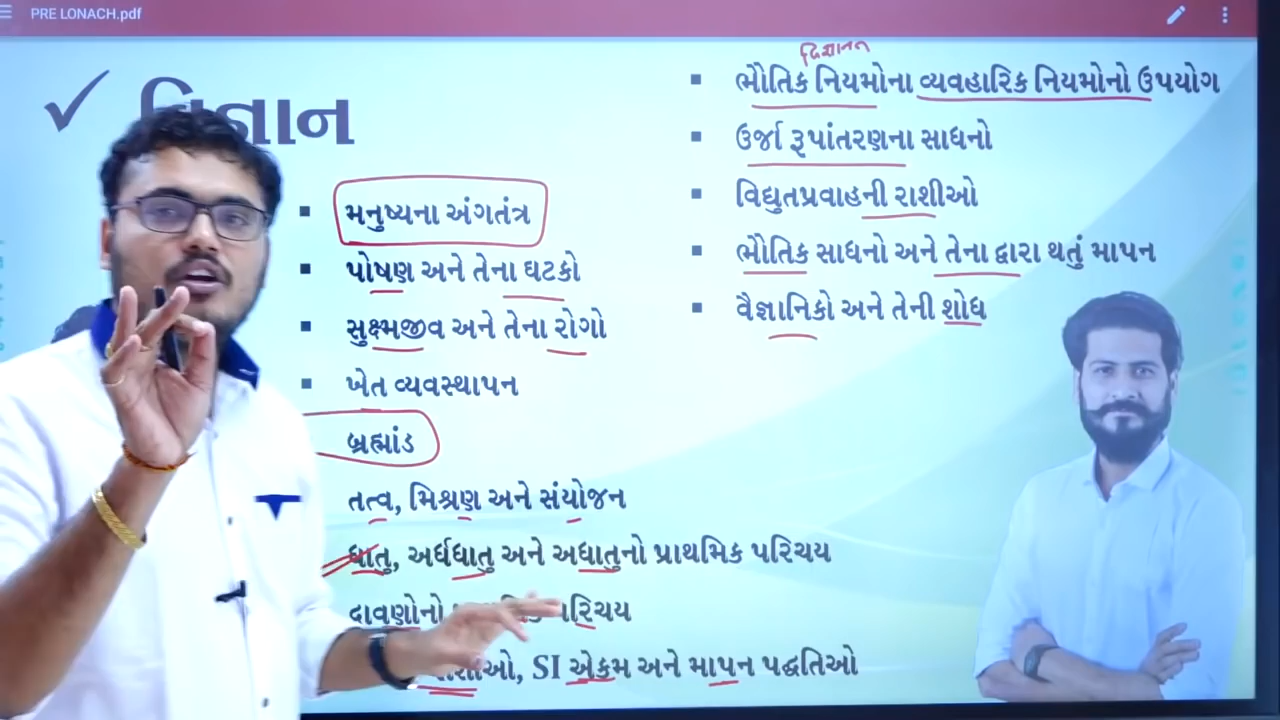 PRE LONACH.pdf
વિજ્ઞાન
મનુષ્યના અંગતંત્ર
પોષણ અને તેના ઘટકો
સુક્ષ્મજીવ અને તેના રોગો
ખેત વ્યવસ્થાપન
બ્રહ્માંડ
તત્વ, મિશ્રણ અને સંયોજન
ધાતુ, અર્ધધાતુ અને અધાતુનો પ્રાથમિક પરિચય
દાવણોનો પરિચય
SI એકમ અને માપન પદ્ધતિઓ
ભૌતિક નિયમોના વ્યવહારિક નિયમોનો ઉપયોગ
ઉર્જા રૂપાંતરણના સાધનો
વિદ્યુતપ્રવાહની રાશીઓ
ભૌતિક સાધનો અને તેના દ્વારા થતું માપન
વૈજ્ઞાનિકો અને તેની શોધ